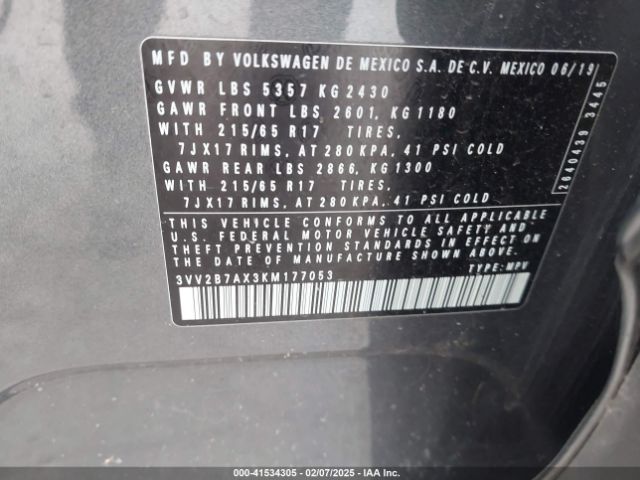 MFD BY VOLKSWAGEN DE MEXICO S.A. DE C.V. MEXICO 06/19
GVWR LBS 5357 KG 2430
GAWR FRONT LBS 2601, KG 1180
WITH 215/65 R17 TIRES,
7JX17 RIMS, AT 280 KPA, 41 PSI COLD
GAWR REAR LBS 2866, KG 1300
WITH 215/65 R17 TIRES,
7JX17 RIMS, AT 280 KPA, 41 PSI COLD
2640439 3445
THIS VEHICLE CONFORMS TO ALL APPLICABLE
U.S. FEDERAL MOTOR VEHICLE SAFETY AND
THEFT PREVENTION STANDARDS IN EFFECT ON
THE DATE OF MANUFACTURE SHOWN ABOVE.
3VV2B7AX3KM177053 TYPE: MPV
000-41534305 - 02/07/2025 - IAA Inc.